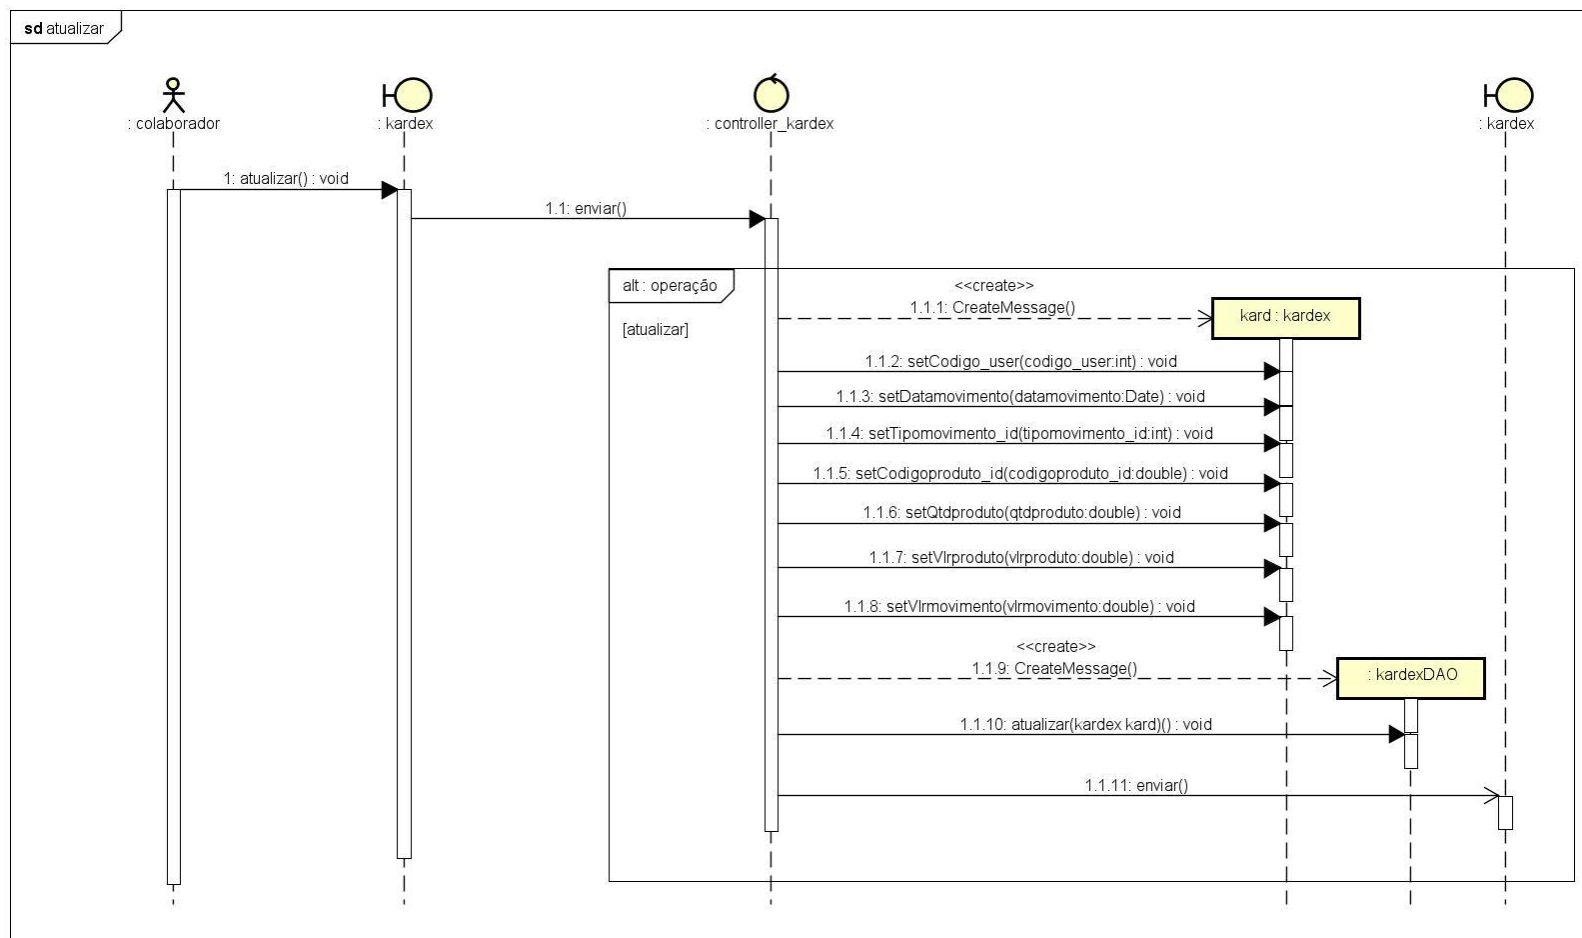 sd atualizar
: colaborador
: kardex
: controller_kardex
: kardex
1: atualizar() : void
1.1: enviar()
alt : operação
[atualizar]
<<create>>
1.1.1: CreateMessage()
kard : kardex
1.1.2: setCodigo_user(codigo_user:int) : void
1.1.3: setDatamovimento(datamovimento:Date) : void
1.1.4: setTipomovimento_id(tipomovimento_id:int) : void
1.1.5: setCodigoproduto_id(codigoproduto_id:double) : void
1.1.6: setQtdproduto(qtdproduto:double) : void
1.1.7: setVlrproduto(vlrproduto:double) : void
1.1.8: setVlrmovimento(vlrmovimento:double) : void
<<create>>
1.1.9: CreateMessage()
: kardexDAO
1.1.10: atualizar(kardex kard)() : void
1.1.11: enviar()